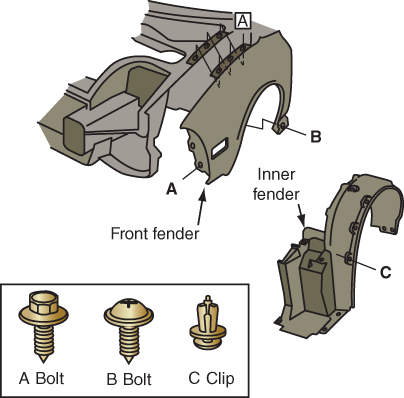 A
B
Inner
fender
A
Front fender
C
A Bolt
B Bolt
C Clip